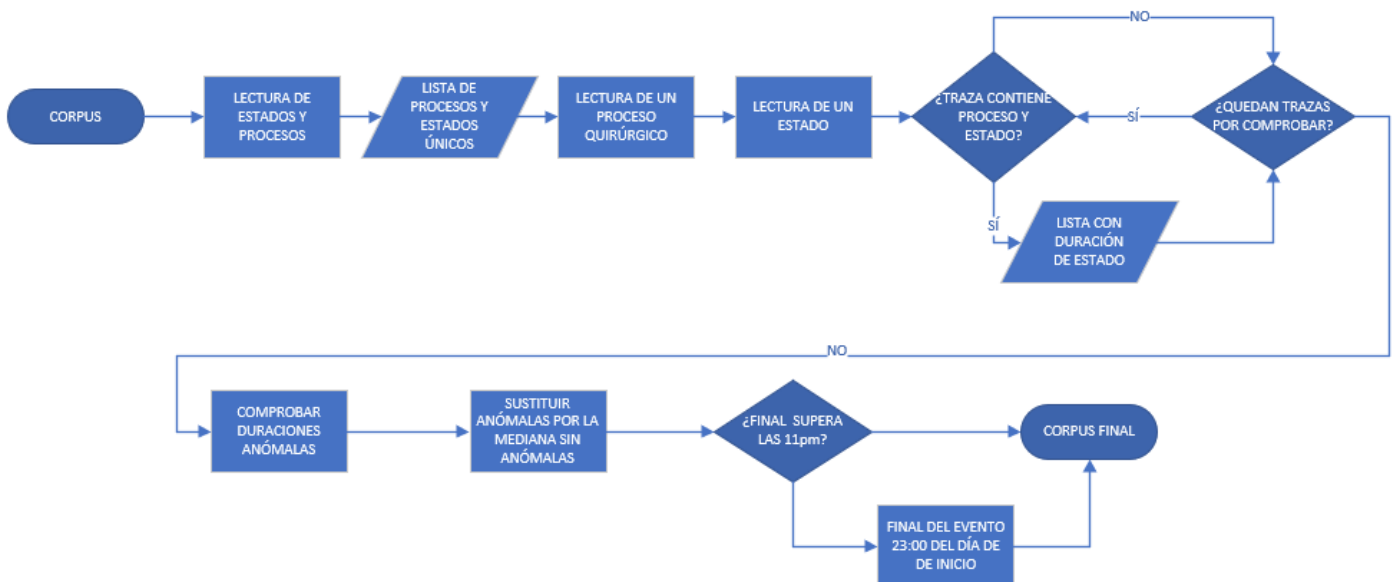 NO
CORPUS
LECTURA DE
ESTADOS Y
PROCESOS
LISTA DE
PROCESOS Y
ESTADOS
ÚNICOS
LECTURA DE UN
PROCESO
QUIRÚRGICO
LECTURA DE UN
ESTADO
¿TRAZA CONTIENE
PROCESO Y
ESTADO?
SÍ
¿QUEDAN TRAZAS
POR COMPROBAR?
SÍ
LISTA CON
DURACIÓN
DE ESTADO
NO
COMPROBAR
DURACIONES
ANÓMALAS
SUSTITUIR
ANÓMALAS POR LA
MEDIANA SIN
ANÓMALAS
¿FINAL SUPERA
LAS 11pm?
CORPUS FINAL
FINAL DEL EVENTO
23:00 DEL DÍA DE
DE INICIO